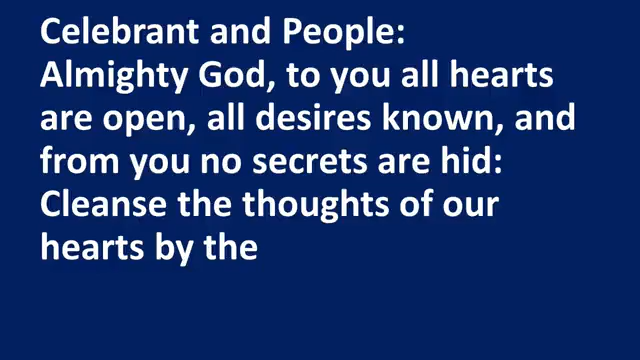 Celebrant and People:
Almighty God, to you all hearts
are open, all desires known, and
from you no secrets are hid:
Cleanse the thoughts of our
hearts by the